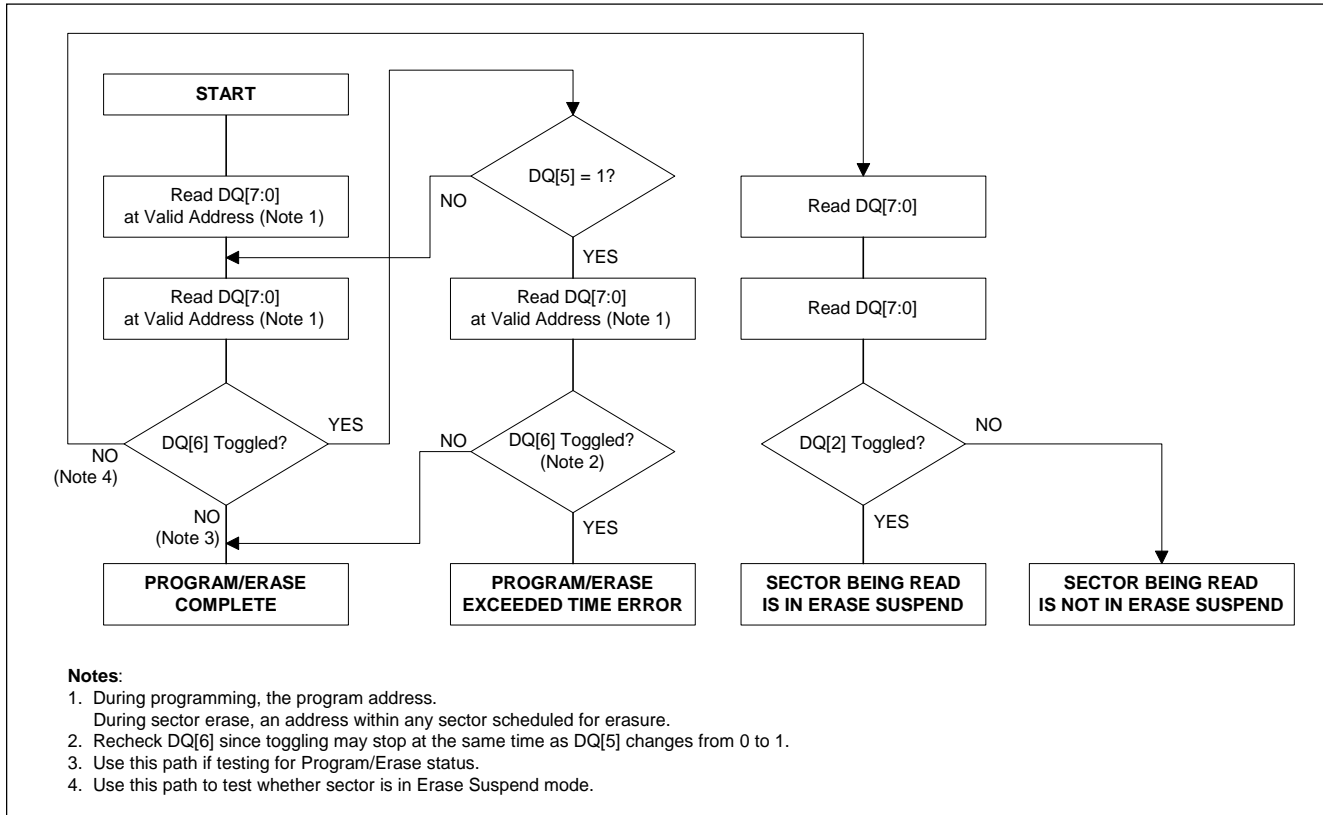 START
Read DQ[7:0]
at Valid Address (Note 1)
Read DQ[7:0]
at Valid Address (Note 1)
DQ[6] Toggled?
YES
NO
(Note 4)
NO
(Note 3)
PROGRAM/ERASE
COMPLETE
DQ[5] = 1?
NO
YES
Read DQ[7:0]
at Valid Address (Note 1)
DQ[6] Toggled?
(Note 2)
NO
YES
PROGRAM/ERASE
EXCEEDED TIME ERROR
Read DQ[7:0]
Read DQ[7:0]
DQ[2] Toggled?
NO
YES
SECTOR BEING READ
IS IN ERASE SUSPEND
SECTOR BEING READ
IS NOT IN ERASE SUSPEND
Notes:
1. During programming, the program address.
During sector erase, an address within any sector scheduled for erasure.
2. Recheck DQ[6] since toggling may stop at the same time as DQ[5] changes from 0 to 1.
3. Use this path if testing for Program/Erase status.
4. Use this path to test whether sector is in Erase Suspend mode.